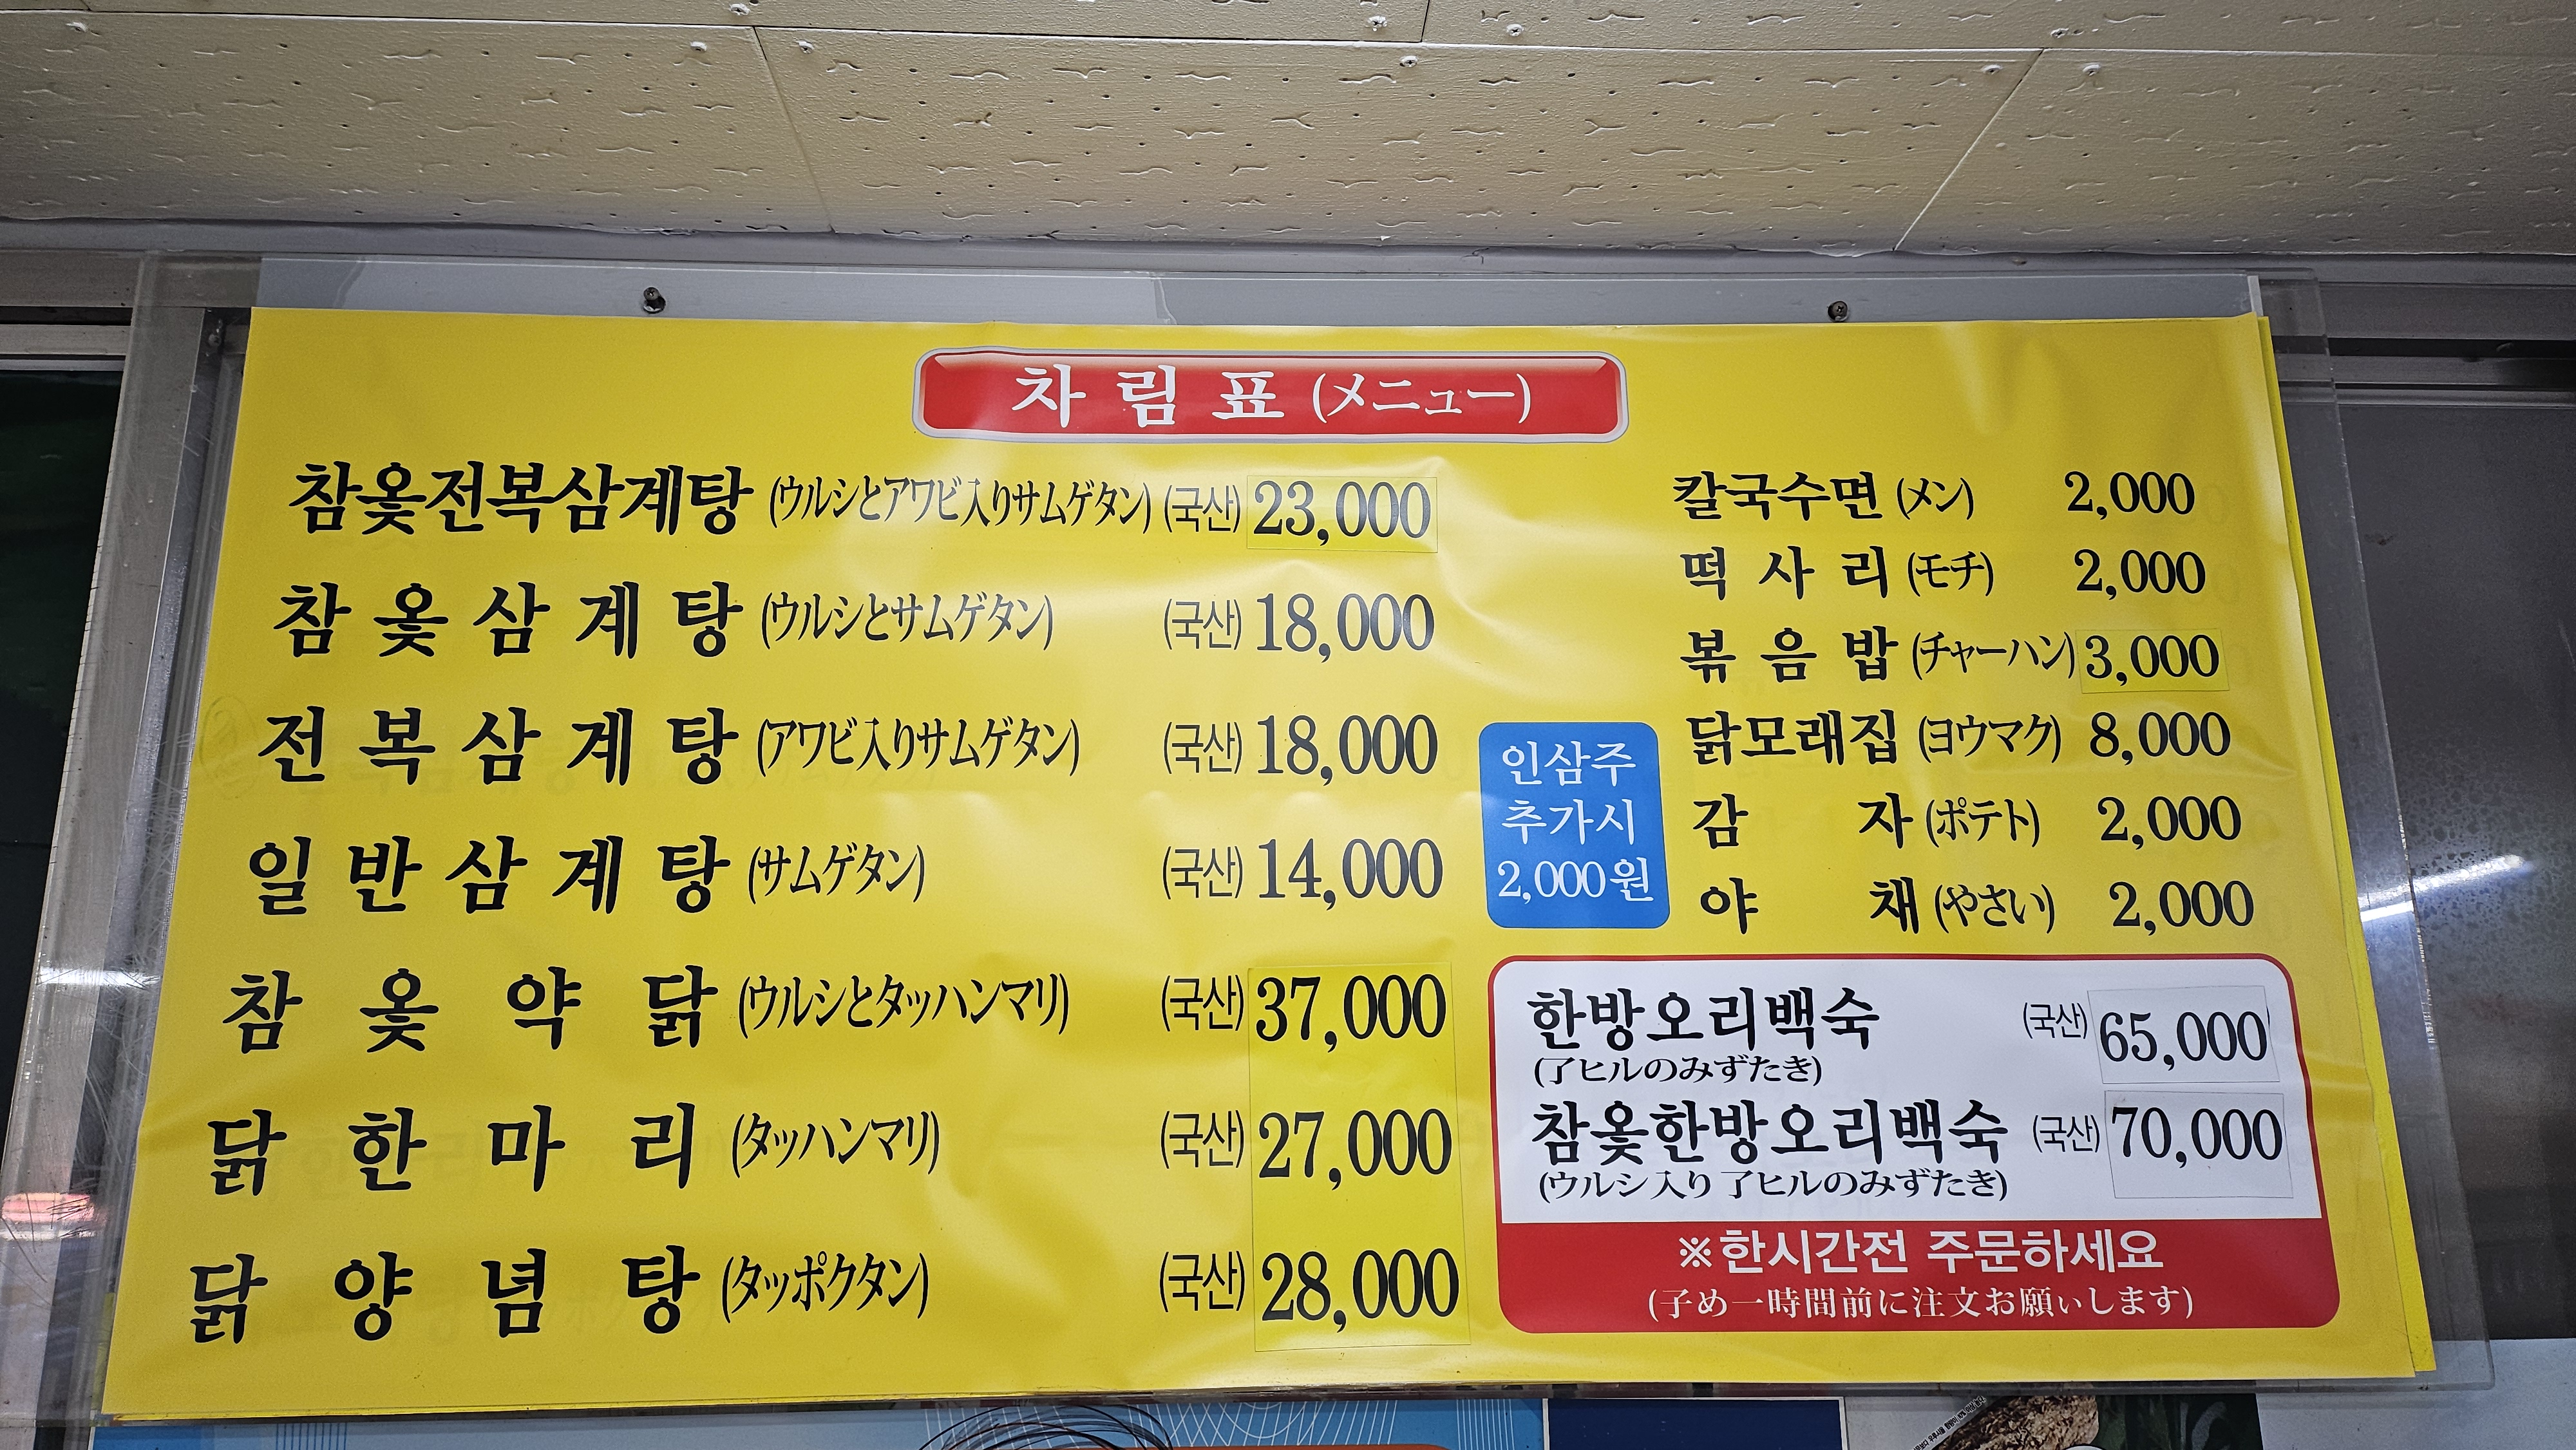 차림표 (メニュー)
참옻전복삼계탕 (ウルシとアワビ入りサムゲタン) (국산) 23,000
참옻삼계탕 (ウルシとサムゲタン) (국산) 18,000
전복삼계탕 (アワビ入りサムゲタン) (국산) 18,000
일반삼계탕 (サムゲタン) (국산) 14,000
참옻약닭 (ウルシとタッハンマリ) (국산) 37,000
닭한마리 (タッハンマリ) (국산) 27,000
닭양념탕 (タッポクタン) (국산) 28,000
인삼주
추가시
2,000원
칼국수면 (メン) 2,000
떡사리 (モチ) 2,000
볶음밥 (チャーハン) 3,000
닭모래집 (ヨウマク) 8,000
감자 (ポテト) 2,000
야채 (やさい) 2,000
한방오리백숙 (국산) 65,000
(了ヒルのみずたき)
참옻한방오리백숙 (국산) 70,000
(ウルシ入り了ヒルのみずたき)
※한시간전 주문하세요
(子め一時間前に注文お願ぃします)